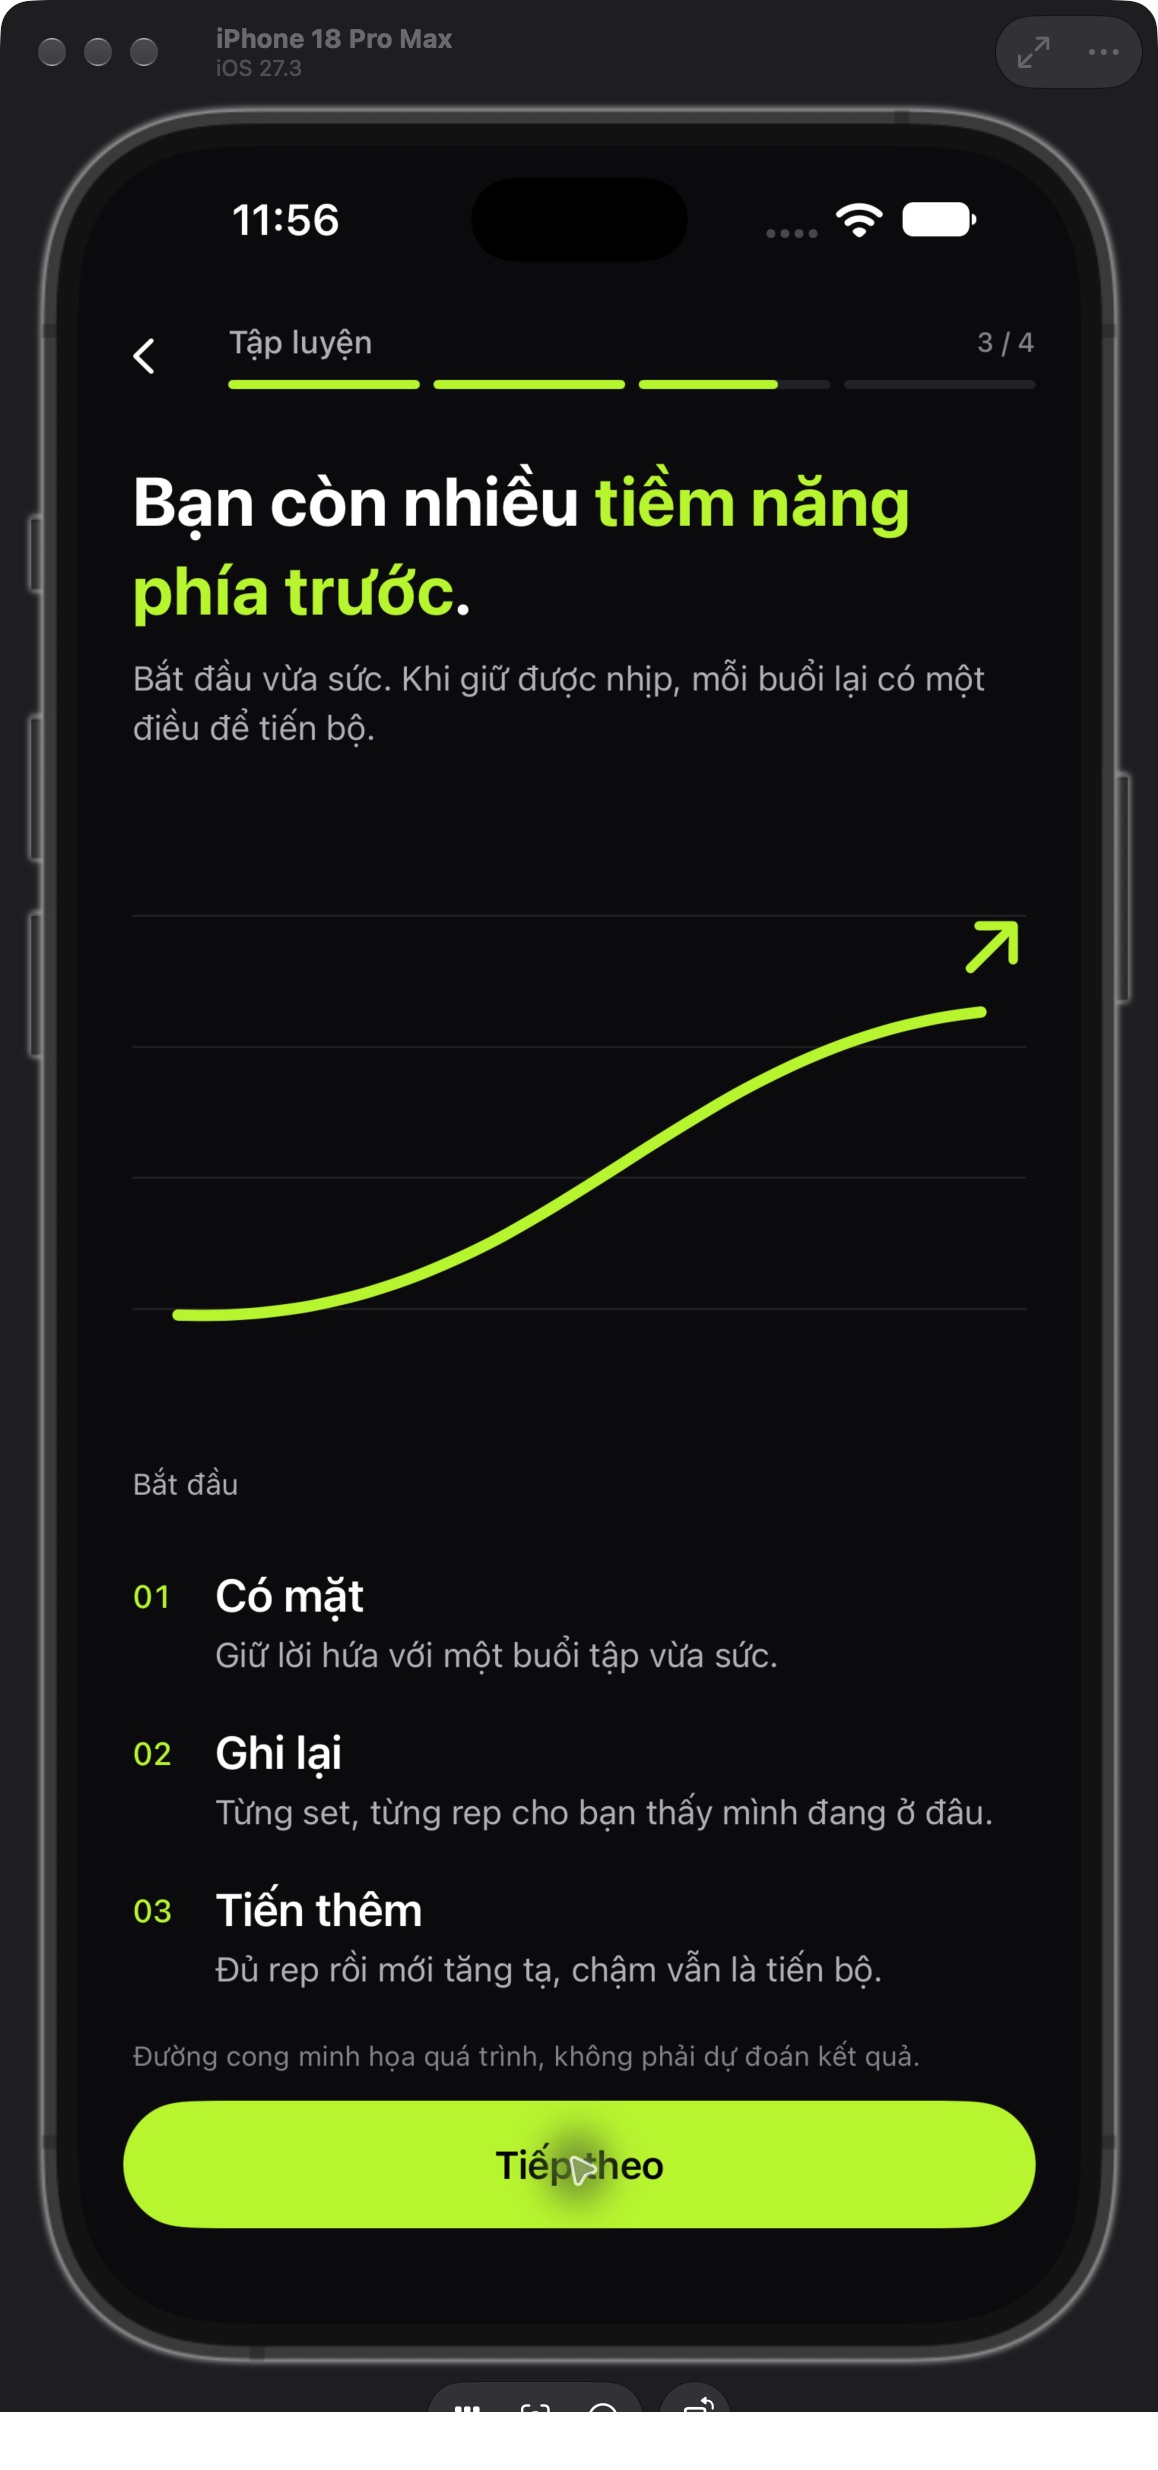 iPhone 18 Pro Max
iOS 27.3
11:56
Tập luyện
3 / 4
Bạn còn nhiều tiềm năng
phía trước.
Bắt đầu vừa sức. Khi giữ được nhịp, mỗi buổi lại có một
điều để tiến bộ.
Bắt đầu
01 Có mặt
Giữ lời hứa với một buổi tập vừa sức.
02 Ghi lại
Từng set, từng rep cho bạn thấy mình đang ở đâu.
03 Tiến thêm
Đủ rep rồi mới tăng tạ, chậm vẫn là tiến bộ.
Đường cong minh họa quá trình, không phải dự đoán kết quả.
Tiếp theo